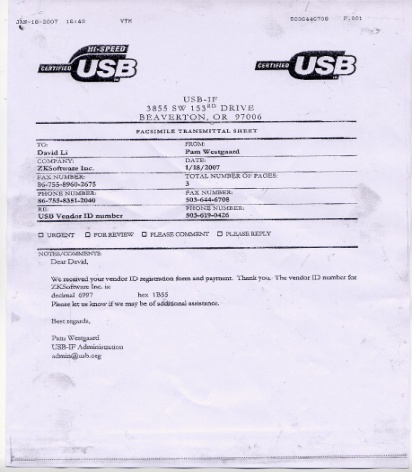 JAN-18-2007 16:40 VTM 5036446708 P.001
HI-SPEED
CERTIFIED USB
CERTIFIED USB
USB-IF
3855 SW 153RD DRIVE
BEAVERTON, OR 97006
FACSIMILE TRANSMITTAL SHEET
TO: FROM:
David Li Pam Westgaard
COMPANY: DATE:
ZKSoftware Inc. 1/18/2007
FAX NUMBER: TOTAL NUMBER OF PAGES:
86-755-8960-2675 3
PHONE NUMBER: FAX NUMBER:
86-755-8351-2040 503-644-6708
RE: PHONE NUMBER:
USB Vendor ID number 503-619-0426
☐ URGENT ☐ FOR REVIEW ☐ PLEASE COMMENT ☐ PLEASE REPLY
NOTES/COMMENTS:
Dear David,
We received your vendor ID registration form and payment. Thank you. The vendor ID number for
ZKSoftware Inc. is:
decimal 6997 hex 1B55
Please let us know if we may be of additional assistance.
Best regards,
Pam Westgaard
USB-IF Administration
admin@usb.org